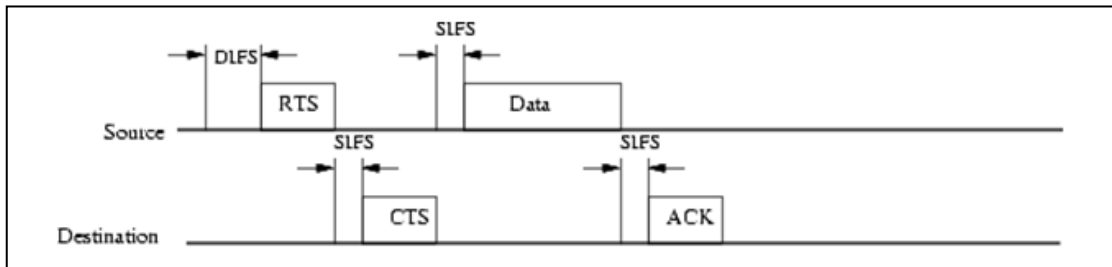 SIFS
DIFS
RTS
Data
Source
SIFS
SIFS
CTS
ACK
Destination